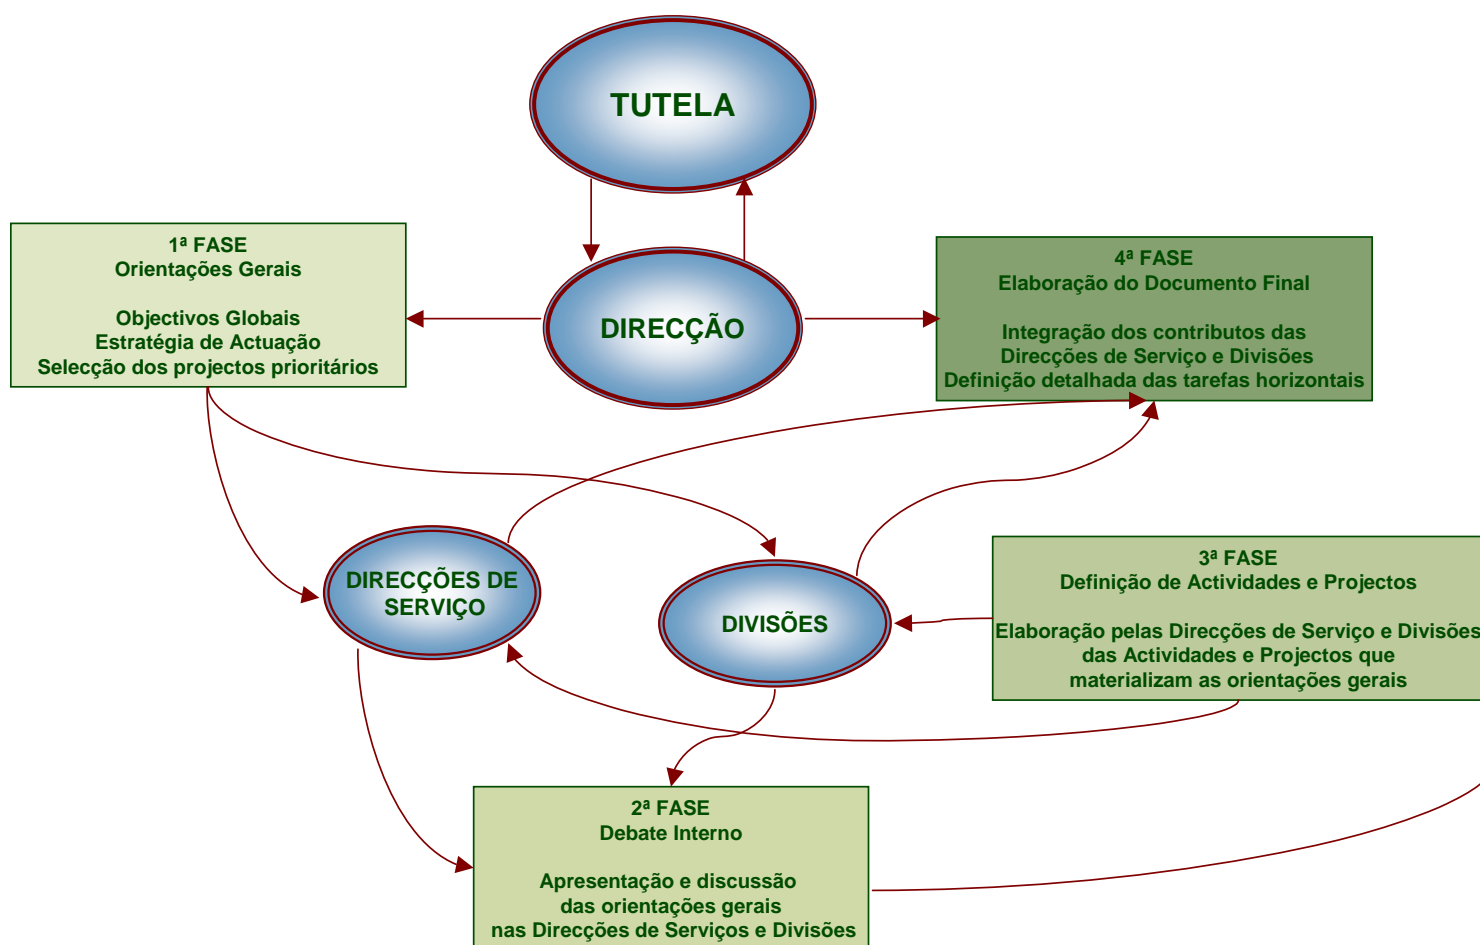 TUTELA
1ª FASE
Orientações Gerais
Objectivos Globais
Estratégia de Actuação
Selecção dos projectos prioritários
DIRECÇÃO
4ª FASE
Elaboração do Documento Final
Integração dos contributos das
Direcções de Serviço e Divisões
Definição detalhada das tarefas horizontais
DIRECÇÕES DE
SERVIÇO
DIVISÕES
3ª FASE
Definição de Actividades e Projectos
Elaboração pelas Direcções de Serviço e Divisões
das Actividades e Projectos que
materializam as orientações gerais
2ª FASE
Debate Interno
Apresentação e discussão
das orientações gerais
nas Direcções de Serviços e Divisões